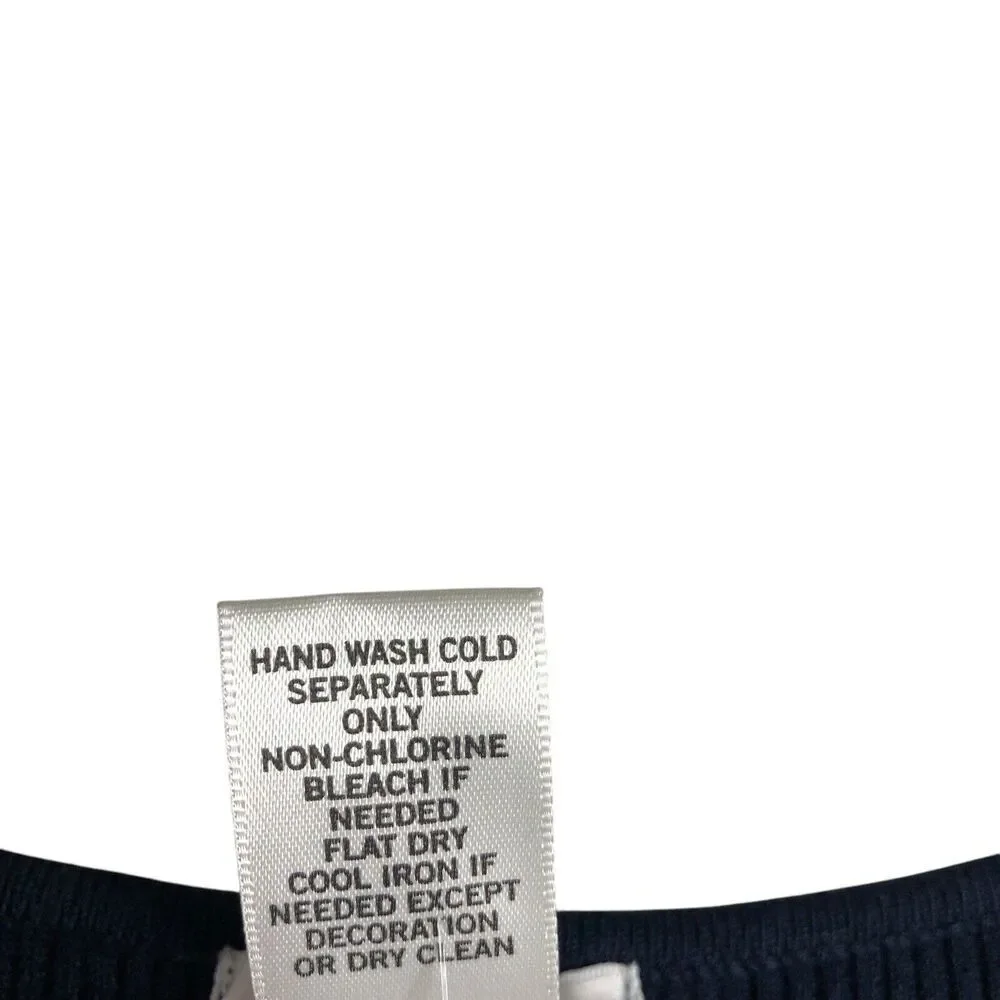 HAND WASH COLD
SEPARATELY
ONLY
NON-CHLORINE
BLEACH IF
NEEDED
FLAT DRY
COOL IRON IF
NEEDED EXCEPT
DECORATION
OR DRY CLEAN